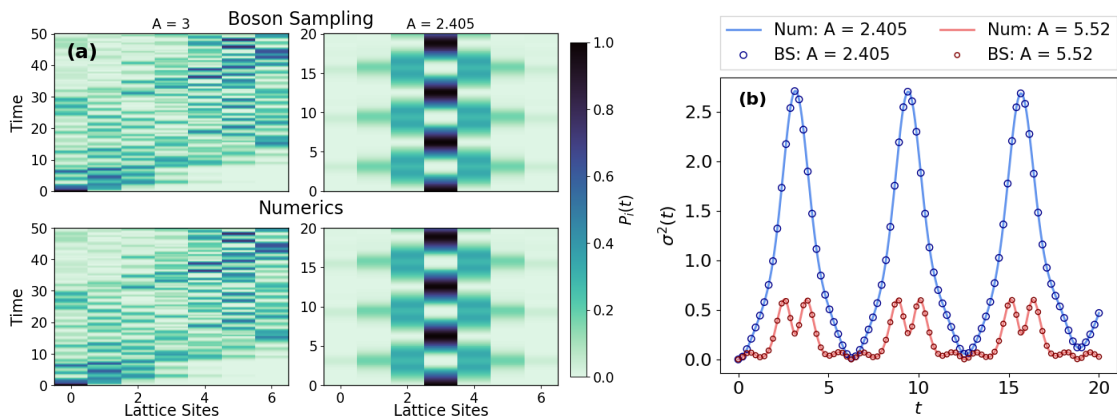 Boson Sampling
A = 3
A = 2.405
(a)
50
40
30
20
10
0
Time
20
15
10
5
0
Numerics
50
40
30
20
10
0
Time
0 2 4 6
Lattice Sites
20
15
10
5
0
0 2 4 6
Lattice Sites
1.0
0.8
0.6
0.4
0.2
0.0
P_i(t)
Num: A = 2.405 Num: A = 5.52
BS: A = 2.405 BS: A = 5.52
(b)
2.5
2.0
1.5
1.0
0.5
0.0
σ²(t)
0 5 10 15 20
t